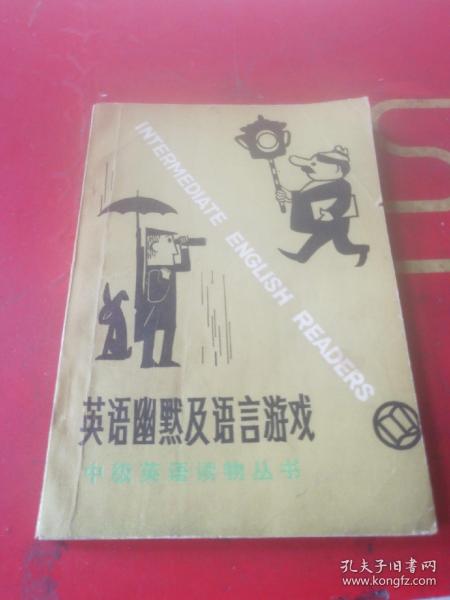 INTERMEDIATE ENGLISH READERS
英语幽默及语言游戏
中级英语读物丛书
孔夫子旧书网
www.kongfz.com